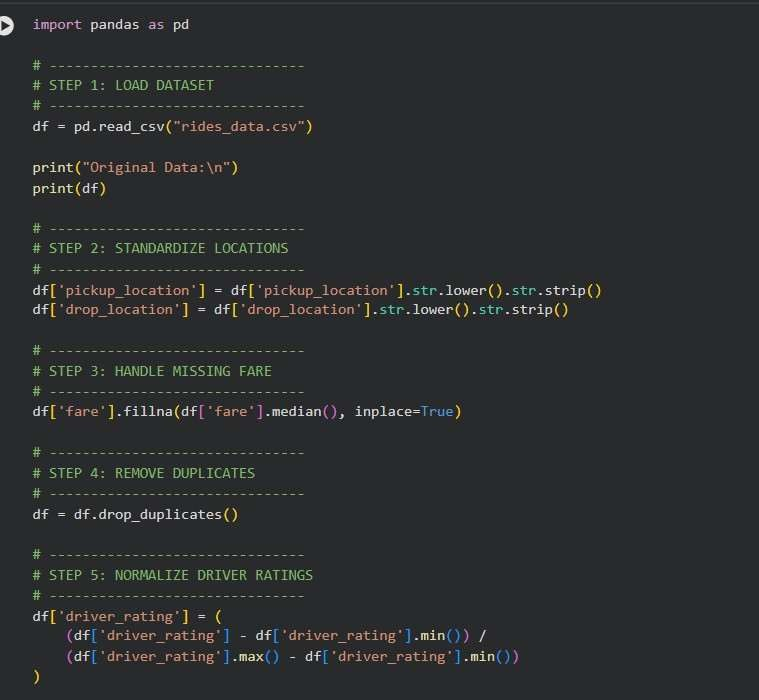 import pandas as pd
# -------------------------------
# STEP 1: LOAD DATASET
# -------------------------------
df = pd.read_csv("rides_data.csv")
print("Original Data:\n")
print(df)
# -------------------------------
# STEP 2: STANDARDIZE LOCATIONS
# -------------------------------
df['pickup_location'] = df['pickup_location'].str.lower().str.strip()
df['drop_location'] = df['drop_location'].str.lower().str.strip()
# -------------------------------
# STEP 3: HANDLE MISSING FARE
# -------------------------------
df['fare'].fillna(df['fare'].median(), inplace=True)
# -------------------------------
# STEP 4: REMOVE DUPLICATES
# -------------------------------
df = df.drop_duplicates()
# -------------------------------
# STEP 5: NORMALIZE DRIVER RATINGS
# -------------------------------
df['driver_rating'] = (
    (df['driver_rating'] - df['driver_rating'].min()) /
    (df['driver_rating'].max() - df['driver_rating'].min())
)